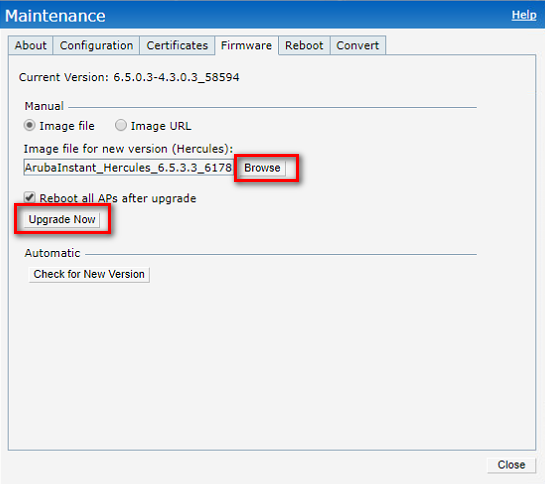 Maintenance
Help
About Configuration Certificates Firmware Reboot Convert
Current Version: 6.5.0.3-4.3.0.3_58594
Manual
Image file Image URL
Image file for new version (Hercules):
ArubaInstant_Hercules_6.5.3.3_6178 Browse
Reboot all APs after upgrade
Upgrade Now
Automatic
Check for New Version
Close